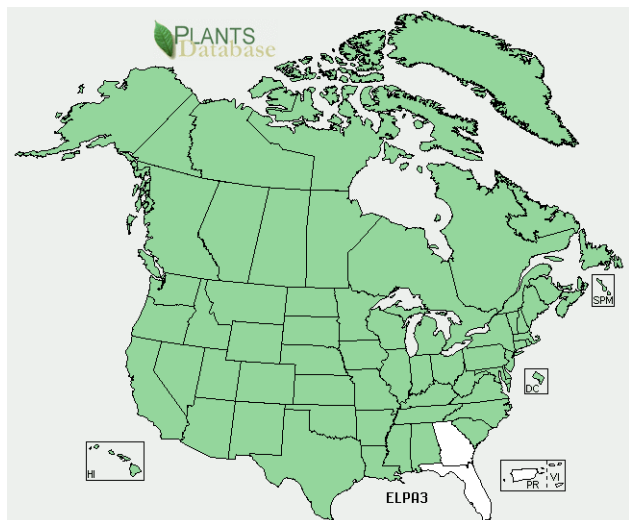 PLANTS
Database
SPM
DC
HI
PR
VI
ELPA3